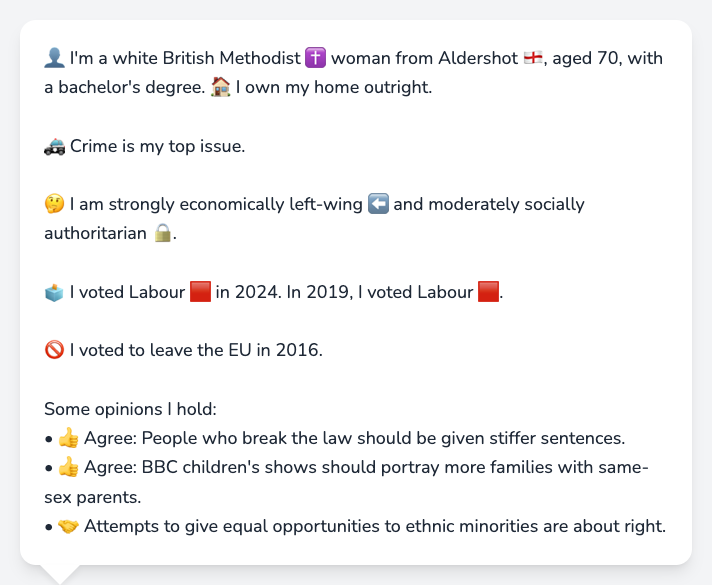 👤 I'm a white British Methodist ✝️ woman from Aldershot 🏴󠁧󠁢󠁥󠁮󠁧󠁿, aged 70, with
a bachelor's degree. 🏠 I own my home outright.
🚓 Crime is my top issue.
🤔 I am strongly economically left-wing ⬅️ and moderately socially
authoritarian 🔒.
🗳️ I voted Labour 🟥 in 2024. In 2019, I voted Labour 🟥.
🚫 I voted to leave the EU in 2016.
Some opinions I hold:
• 👍 Agree: People who break the law should be given stiffer sentences.
• 👍 Agree: BBC children's shows should portray more families with same-
sex parents.
• 🤝 Attempts to give equal opportunities to ethnic minorities are about right.